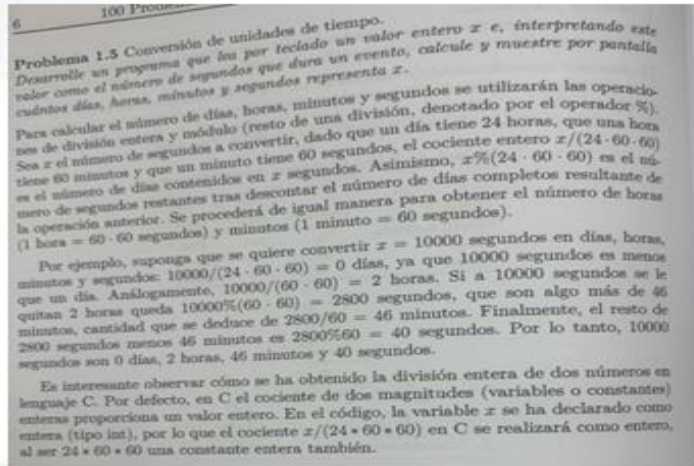 6
100 Proble
Problema 1.5 Conversión de unidades de tiempo.
Desarrolle un programa que lea por teclado un valor entero x e, interpretando este
valor como el número de segundos que dura un evento, calcule y muestre por pantalla
cuántos días, horas, minutos y segundos representa x.
Para calcular el número de días, horas, minutos y segundos se utilizarán las operacio-
nes de división entera y módulo (resto de una división, denotado por el operador %).
Sea x el número de segundos a convertir, dado que un día tiene 24 horas, que una hora
tiene 60 minutos y que un minuto tiene 60 segundos, el cociente entero x/(24 · 60 · 60)
es el número de días contenidos en x segundos. Asimismo, x%(24 · 60 · 60) es el nú-
mero de segundos restantes tras descontar el número de días completos resultante de
la operación anterior. Se procederá de igual manera para obtener el número de horas
(1 hora = 60 · 60 segundos) y minutos (1 minuto = 60 segundos).
Por ejemplo, suponga que se quiere convertir x = 10000 segundos en días, horas,
minutos y segundos: 10000/(24 · 60 · 60) = 0 días, ya que 10000 segundos es menos
que un día. Análogamente, 10000/(60 · 60) = 2 horas. Si a 10000 segundos se le
quitan 2 horas queda 10000%(60 · 60) = 2800 segundos, que son algo más de 46
minutos, cantidad que se deduce de 2800/60 = 46 minutos. Finalmente, el resto de
2800 segundos menos 46 minutos es 2800%60 = 40 segundos. Por lo tanto, 10000
segundos son 0 días, 2 horas, 46 minutos y 40 segundos.
Es interesante observar cómo se ha obtenido la división entera de dos números en
lenguaje C. Por defecto, en C el cociente de dos magnitudes (variables o constantes)
enteras proporciona un valor entero. En el código, la variable x se ha declarado como
entera (tipo int), por lo que el cociente x/(24 * 60 * 60) en C se realizará como entero,
al ser 24 * 60 * 60 una constante entera también.